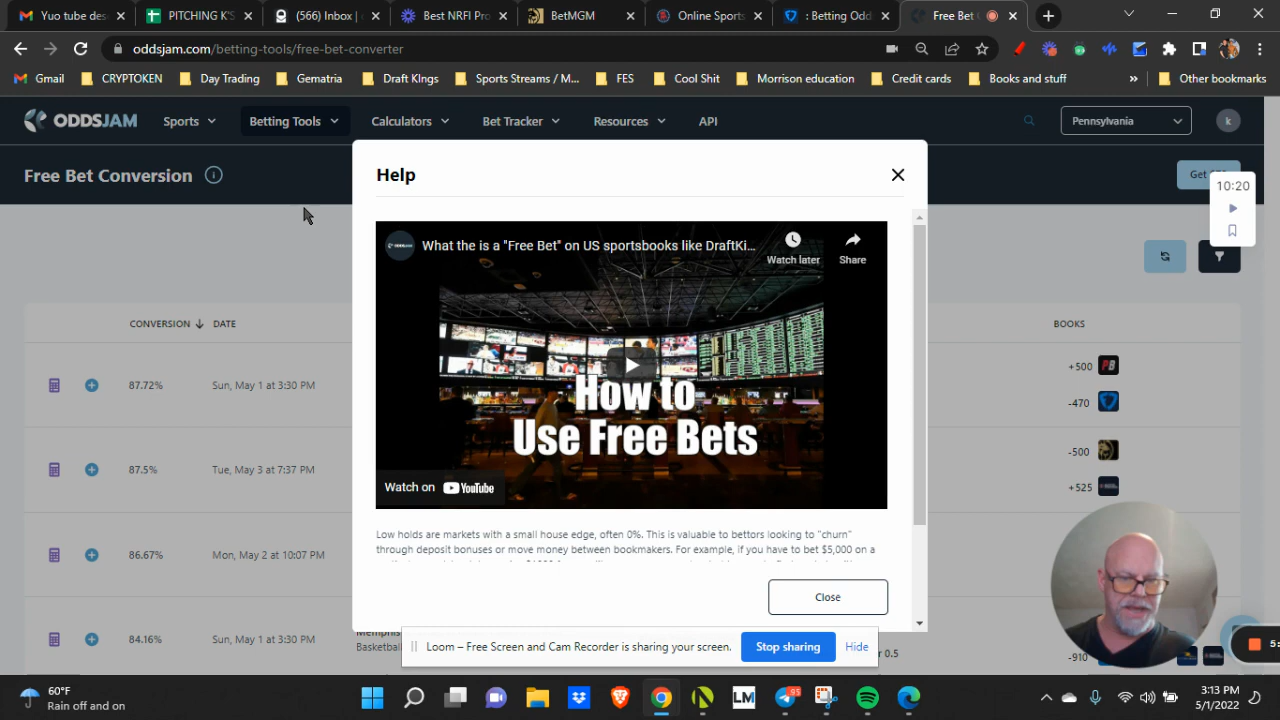 Yuo tube des
PITCHING K'S
(566) Inbox |
Best NRFI Pro
BetMGM
Online Sports
: Betting Odd
Free Bet
oddsjam.com/betting-tools/free-bet-converter
Gmail
CRYPTOKEN
Day Trading
Gematria
Draft KIngs
Sports Streams / M...
FES
Cool Shit
Morrison education
Credit cards
Books and stuff
»
Other bookmarks
ODDSJAM
Sports
Betting Tools
Calculators
Bet Tracker
Resources
API
Pennsylvania
k
Free Bet Conversion
Help
Get
10:20
What the is a "Free Bet" on US sportsbooks like DraftKi...
Watch later
Share
How to
Use Free Bets
Watch on YouTube
CONVERSION
DATE
BOOKS
87.72%
Sun, May 1 at 3:30 PM
+500
-470
87.5%
Tue, May 3 at 7:37 PM
-500
+525
86.67%
Mon, May 2 at 10:07 PM
84.16%
Sun, May 1 at 3:30 PM
Memphis
Basketball
r 0.5
-910
Low holds are markets with a small house edge, often 0%. This is valuable to bettors looking to "churn"
through deposit bonuses or move money between bookmakers. For example, if you have to bet $5,000 on a
Close
Loom – Free Screen and Cam Recorder is sharing your screen.
Stop sharing
Hide
5:
60°F
Rain off and on
LM
95
3:13 PM
5/1/2022